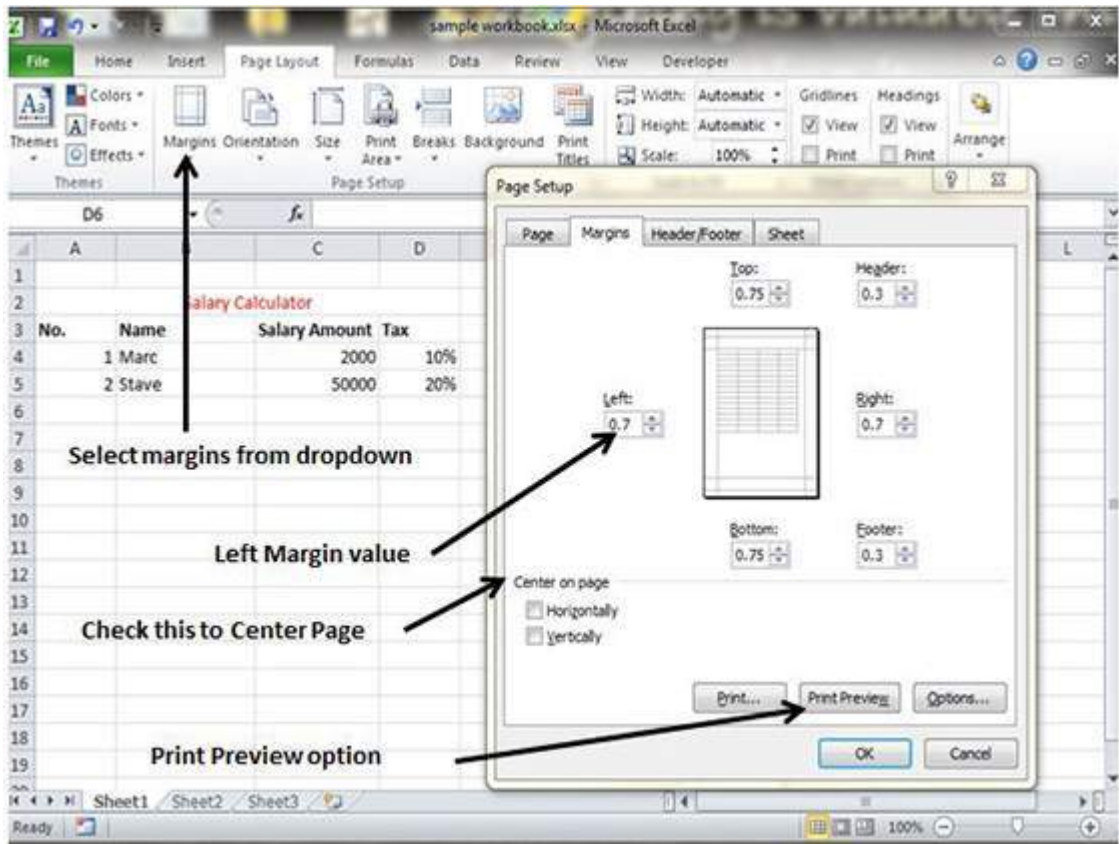 sample workbook.xlsx - Microsoft Excel
File Home Insert Page Layout Formulas Data Review View Developer
Colors
Fonts
Effects
Themes Margins Orientation Size Print Area Breaks Background Print Titles
Width: Automatic
Height: Automatic
Scale: 100%
Gridlines Headings
View View
Print Print
Arrange
Themes Page Setup
D6 fx
A C D L
Page Setup
Page Margins Header/Footer Sheet
Top: Header:
0.75 0.3
Left: Right:
0.7 0.7
Bottom: Footer:
0.75 0.3
Center on page
Horizontally
Vertically
Print... Print Preview Options...
OK Cancel
1
2 Salary Calculator
3 No. Name Salary Amount Tax
4 1 Marc 2000 10%
5 2 Stave 50000 20%
6
7
8
9
10
11
12
13
14
15
16
17
18
19
Select margins from dropdown
Left Margin value
Check this to Center Page
Print Preview option
Sheet1 Sheet2 Sheet3
Ready 100%